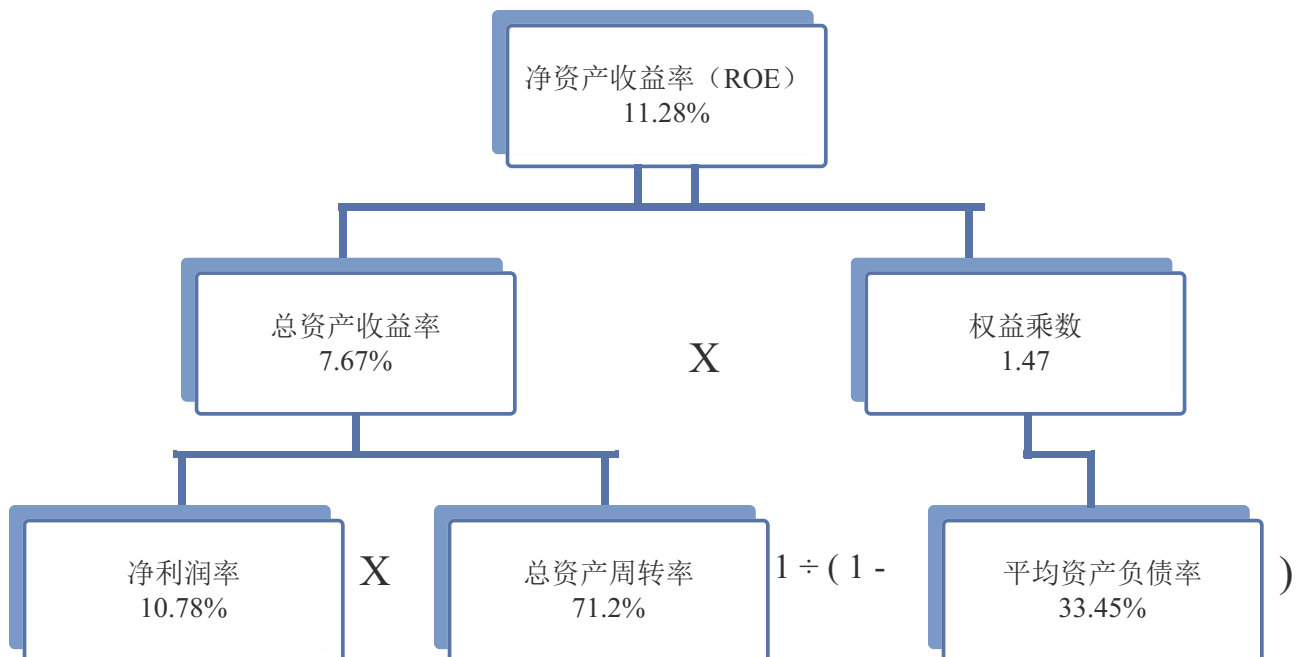 净资产收益率（ROE）
11.28%
总资产收益率
7.67%
X
权益乘数
1.47
净利润率
10.78%
X
总资产周转率
71.2%
1 ÷ ( 1 -
平均资产负债率
33.45%
)